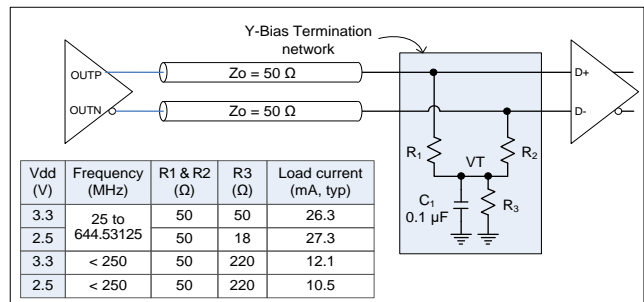 Y-Bias Termination
network
OUTP
OUTN
Zo = 50 Ω
Zo = 50 Ω
D+
D-
R1
R2
VT
C1
0.1 µF
R3
Vdd (V) Frequency (MHz) R1 & R2 (Ω) R3 (Ω) Load current (mA, typ)
3.3 25 to 644.53125 50 50 26.3
2.5 50 18 27.3
3.3 < 250 50 220 12.1
2.5 < 250 50 220 10.5